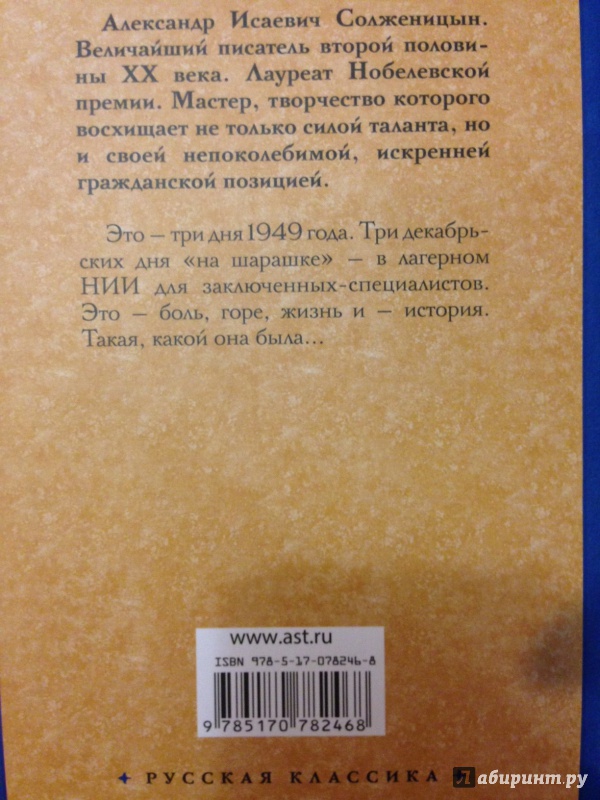 Александр Исаевич Солженицын.
Величайший писатель второй полови-
ны XX века. Лауреат Нобелевской
премии. Мастер, творчество которого
восхищает не только силой таланта, но
и своей непоколебимой, искренней
гражданской позицией.
Это – три дня 1949 года. Три декабрь-
ских дня «на шарашке» – в лагерном
НИИ для заключенных-специалистов.
Это – боль, горе, жизнь и – история.
Такая, какой она была...
www.ast.ru
ISBN 978-5-17-078246-8
9 785170 782468
РУССКАЯ КЛАССИКА
Лабиринт.ру